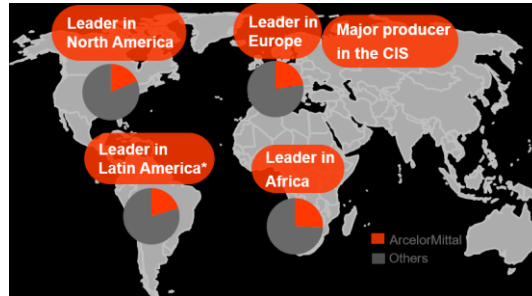 Leader in
North America
Leader in
Europe
Major producer
in the CIS
Leader in
Latin America*
Leader in
Africa
ArcelorMittal
Others